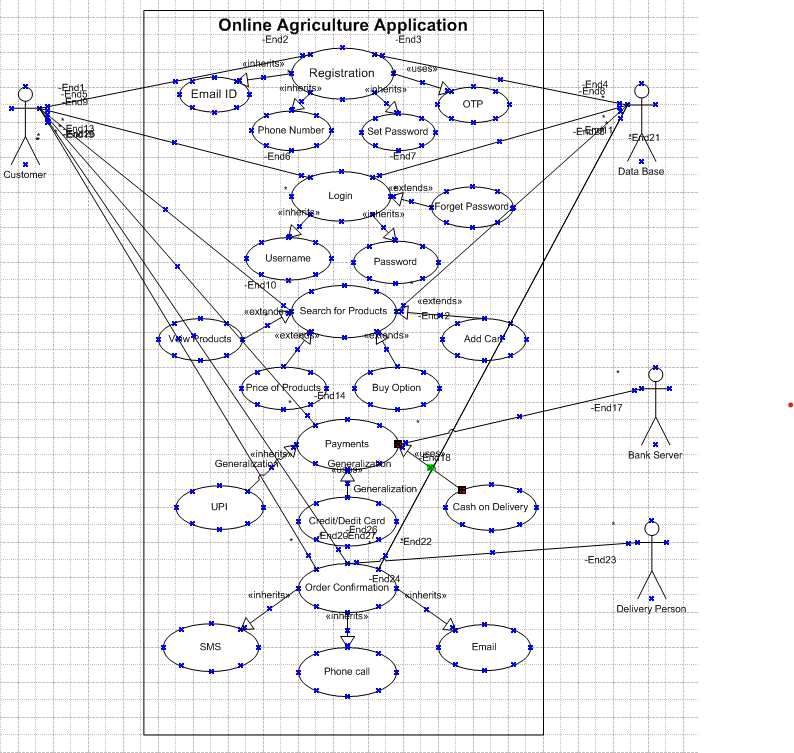 Online Agriculture Application
-End2
-End3
«inherits»
«uses»
Registration
-End1
-End5
-End9
-End4
Email ID
«inherits»
«inherits»
OTP
Phone Number
Set Password
-End13
-End21
Customer
Data Base
-End6
-End7
*
Login
«extends»
Forget Password
«inherits»
«inherits»
Username
Password
-End10
*
«extends»
Search for Products
«extends»
-End12
View Products
Add Cart
«extends»
«extends»
Price of Products
Buy Option
-End14
*
*
-End17
*
Payments
«inherits»
«uses»
-End18
Bank Server
Generalization
Generalization
«uses»
Generalization
UPI
Credit/Dedit Card
Cash on Delivery
-End26
-End27
*
*End22
*
-End23
-End24
Order Confirmation
«inherits»
«inherits»
«inherits»
Delivery Person
SMS
Phone call
Email